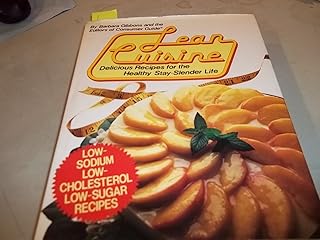 By Barbara Gibbons and the
Editors of Consumer Guide®
Lean
Cuisine
Delicious Recipes for the
Healthy Stay-Slender Life
LOW-
SODIUM
LOW-
CHOLESTEROL
LOW-SUGAR
RECIPES